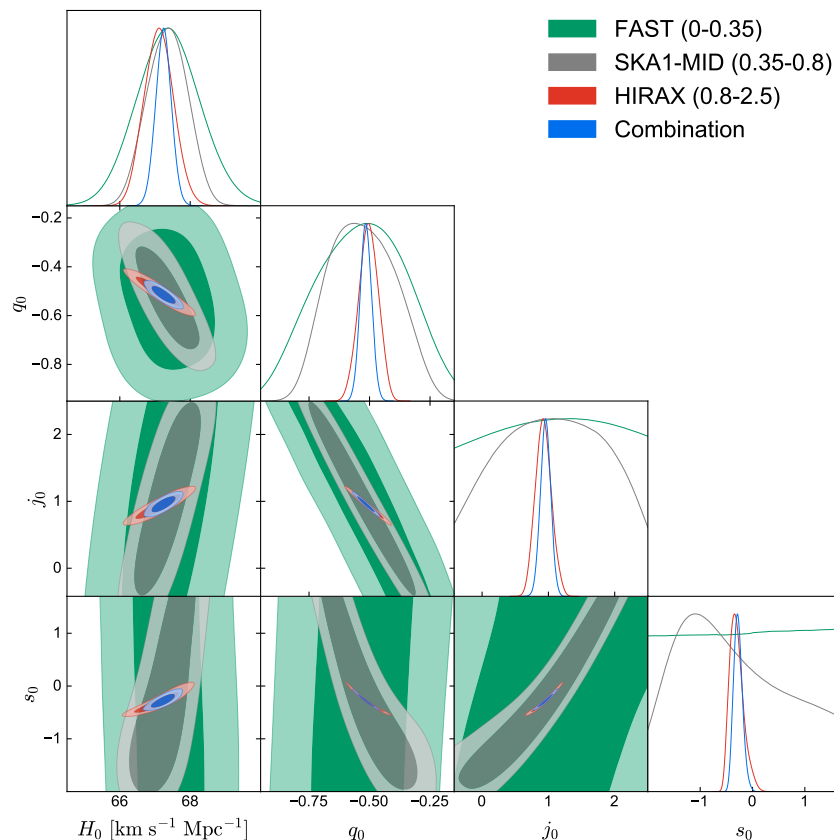 FAST (0-0.35)
SKA1-MID (0.35-0.8)
HIRAX (0.8-2.5)
Combination
−0.2
−0.4
−0.6
−0.8
q₀
2
1
0
j₀
1
0
−1
s₀
66 68
−0.75 −0.50 −0.25
0 1 2
−1 0 1
H₀ [km s⁻¹ Mpc⁻¹]
q₀
j₀
s₀